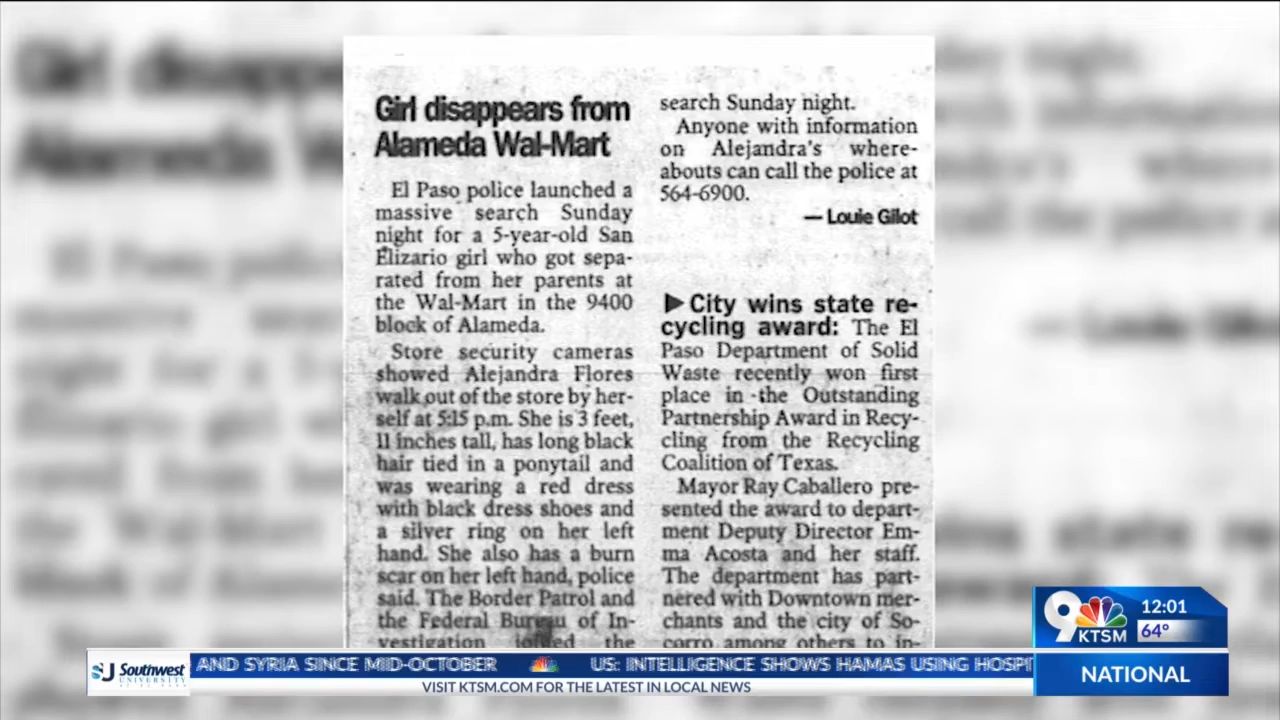 Girl disappears from
Alameda Wal-Mart
El Paso police launched a
massive search Sunday
night for a 5-year-old San
Elizario girl who got sepa-
rated from her parents at
the Wal-Mart in the 9400
block of Alameda.
Store security cameras
showed Alejandra Flores
walk out of the store by her-
self at 5:15 p.m. She is 3 feet,
11 inches tall, has long black
hair tied in a ponytail and
was wearing a red dress
with black dress shoes and
a silver ring on her left
hand. She also has a burn
scar on her left hand, police
said. The Border Patrol and
the Federal Bureau of In-
vestigation joined the
search Sunday night.
Anyone with information
on Alejandra's where-
abouts can call the police at
564-6900.
— Louie Gilot
▶City wins state re-
cycling award: The El
Paso Department of Solid
Waste recently won first
place in the Outstanding
Partnership Award in Recy-
cling from the Recycling
Coalition of Texas.
Mayor Ray Caballero pre-
sented the award to depart-
ment Deputy Director Em-
ma Acosta and her staff.
The department has part-
nered with Downtown mer-
chants and the city of So-
corro among others to in-
9 KTSM
12:01
64°
NATIONAL
Southwest
UNIVERSITY
AND SYRIA SINCE MID-OCTOBER US: INTELLIGENCE SHOWS HAMAS USING HOSPI
VISIT KTSM.COM FOR THE LATEST IN LOCAL NEWS